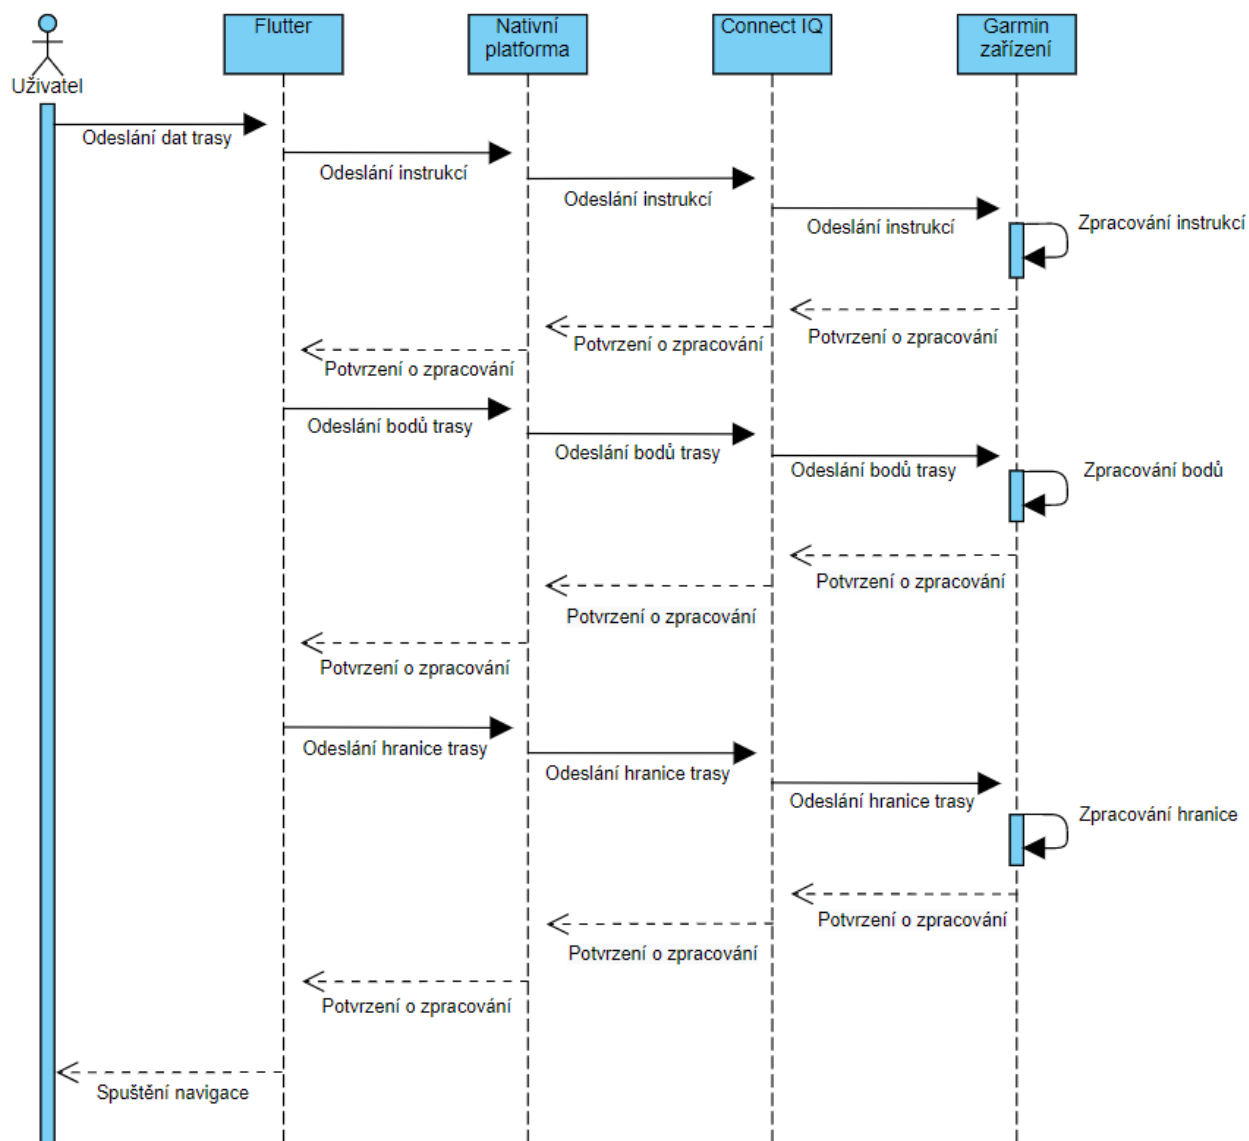 Uživatel
Flutter
Nativní
platforma
Connect IQ
Garmin
zařízení
Odeslání dat trasy
Odeslání instrukcí
Odeslání instrukcí
Odeslání instrukcí
Zpracování instrukcí
Potvrzení o zpracování
Potvrzení o zpracování
Potvrzení o zpracování
Odeslání bodů trasy
Odeslání bodů trasy
Odeslání bodů trasy
Zpracování bodů
Potvrzení o zpracování
Potvrzení o zpracování
Potvrzení o zpracování
Odeslání hranice trasy
Odeslání hranice trasy
Odeslání hranice trasy
Zpracování hranice
Potvrzení o zpracování
Potvrzení o zpracování
Potvrzení o zpracování
Spuštění navigace